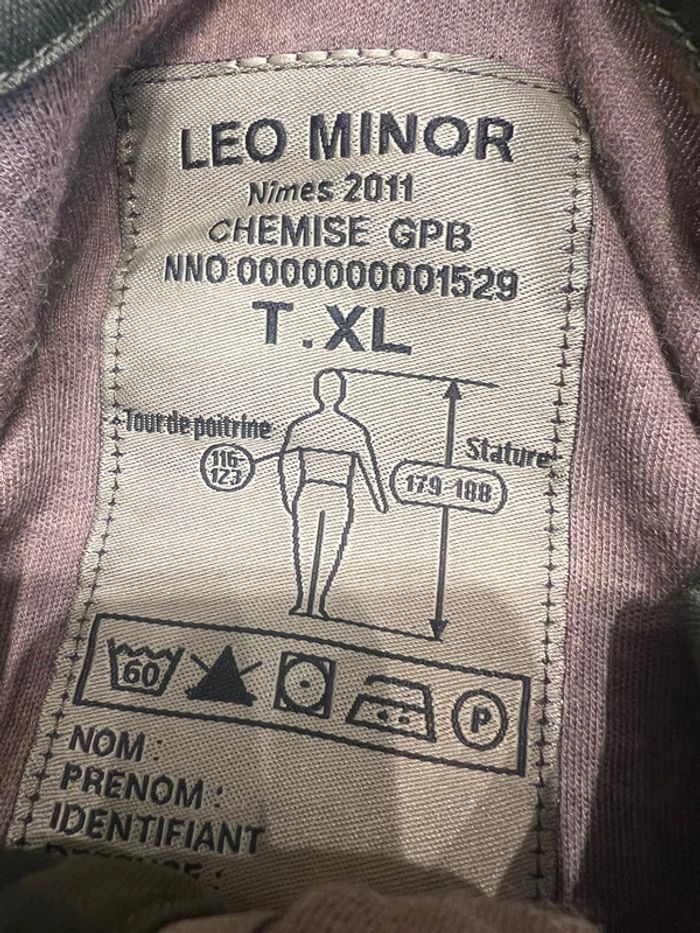 LEO MINOR
Nîmes 2011
CHEMISE GPB
NNO 0000000001529
T.XL
Tour de poitrine
116-
123
Stature
179-188
60
P
NOM :
PRENOM :
IDENTIFIANT